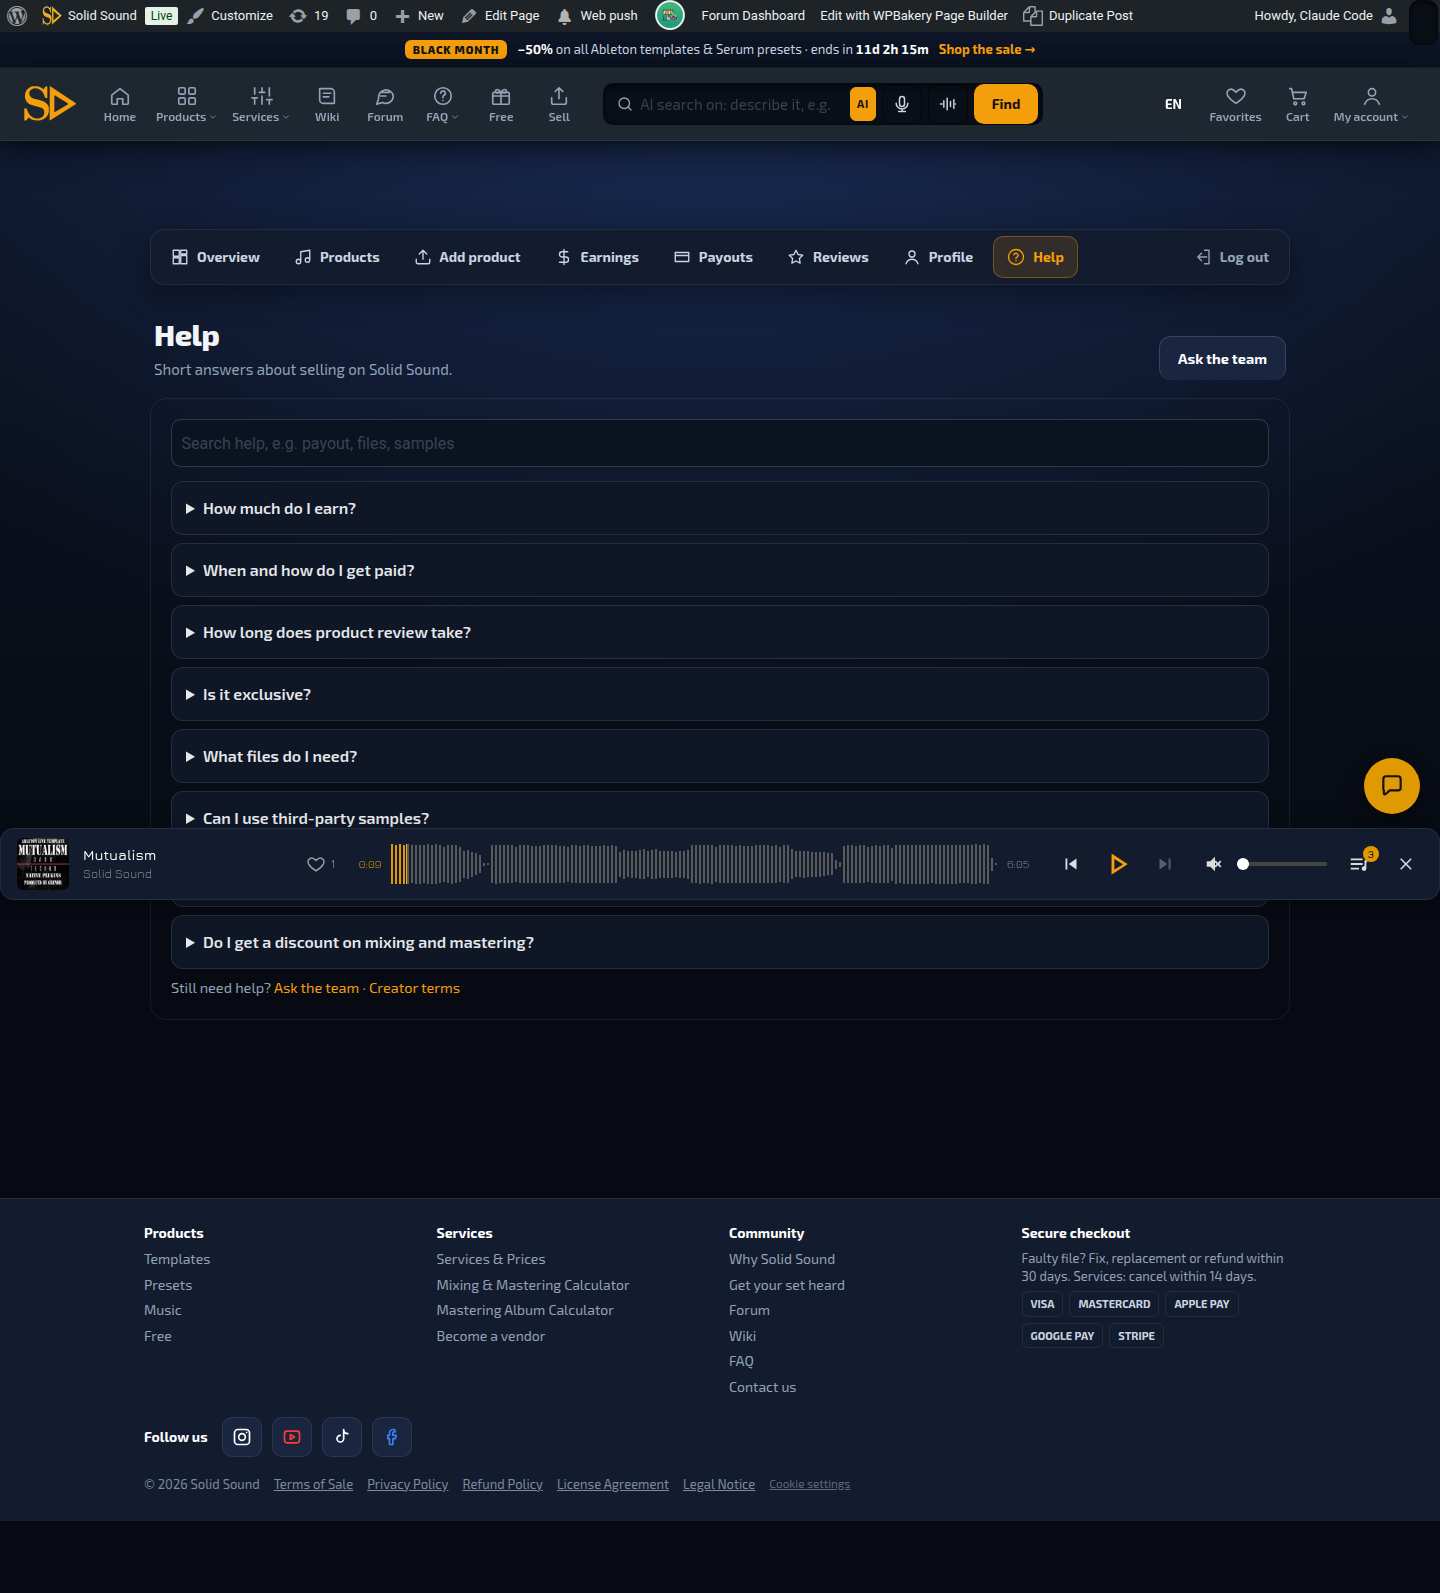 Solid Sound Live Customize 19 0 New Edit Page Web push Forum Dashboard Edit with WPBakery Page Builder Duplicate Post Howdy, Claude Code
BLACK MONTH −50% on all Ableton templates & Serum presets · ends in 11d 2h 15m Shop the sale →
Home Products Services Wiki Forum FAQ Free Sell
AI search on: describe it, e.g. AI Find
EN Favorites Cart My account
Overview Products Add product Earnings Payouts Reviews Profile Help Log out
Help
Short answers about selling on Solid Sound.
Ask the team
Search help, e.g. payout, files, samples
How much do I earn?
When and how do I get paid?
How long does product review take?
Is it exclusive?
What files do I need?
Can I use third-party samples?
MUTUALISM
Mutualism
Solid Sound
1 0:09 6:05 3
Do I get a discount on mixing and mastering?
Still need help? Ask the team · Creator terms
Products
Templates
Presets
Music
Free
Services
Services & Prices
Mixing & Mastering Calculator
Mastering Album Calculator
Become a vendor
Community
Why Solid Sound
Get your set heard
Forum
Wiki
FAQ
Contact us
Secure checkout
Faulty file? Fix, replacement or refund within
30 days. Services: cancel within 14 days.
VISA MASTERCARD APPLE PAY
GOOGLE PAY STRIPE
Follow us
© 2026 Solid Sound Terms of Sale Privacy Policy Refund Policy License Agreement Legal Notice Cookie settings